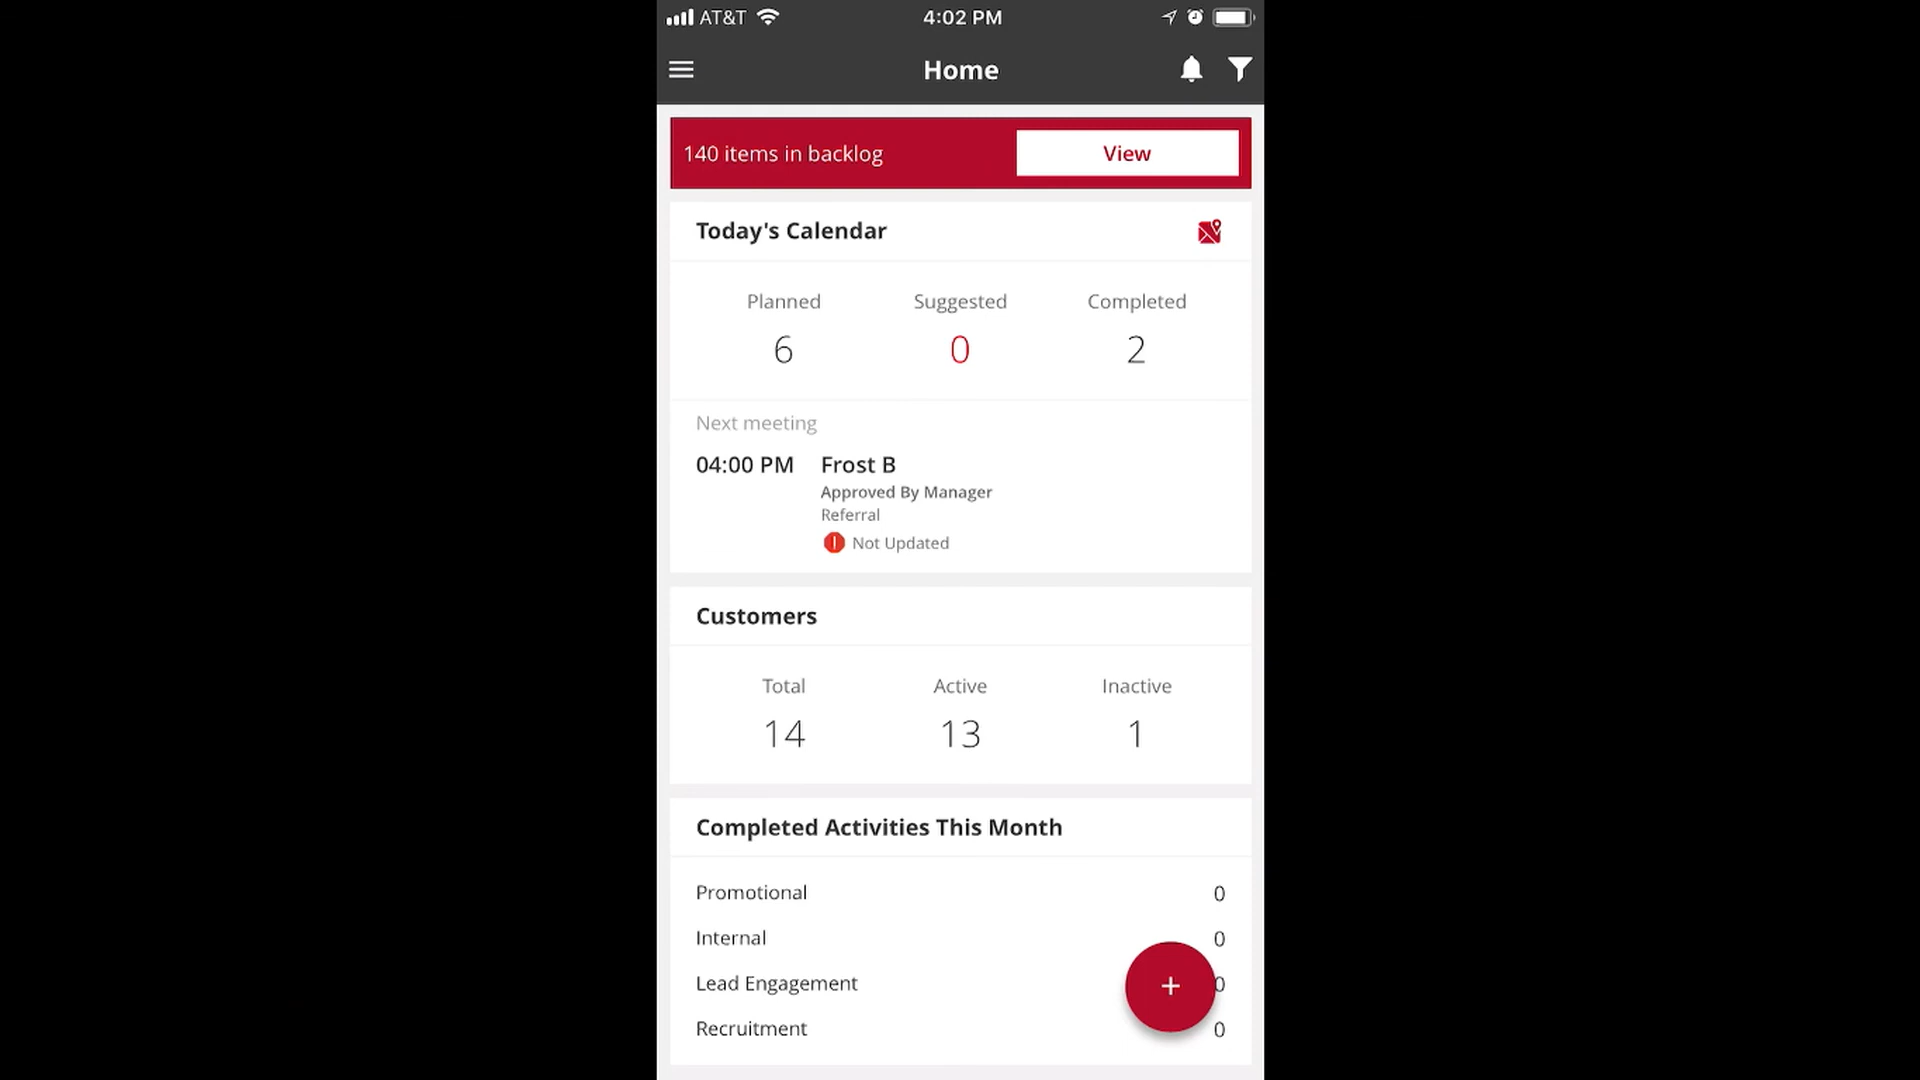 AT&T 4:02 PM
Home
140 items in backlog View
Today's Calendar
Planned Suggested Completed
6 0 2
Next meeting
04:00 PM Frost B
Approved By Manager
Referral
Not Updated
Customers
Total Active Inactive
14 13 1
Completed Activities This Month
Promotional 0
Internal 0
Lead Engagement 0
+
Recruitment 0